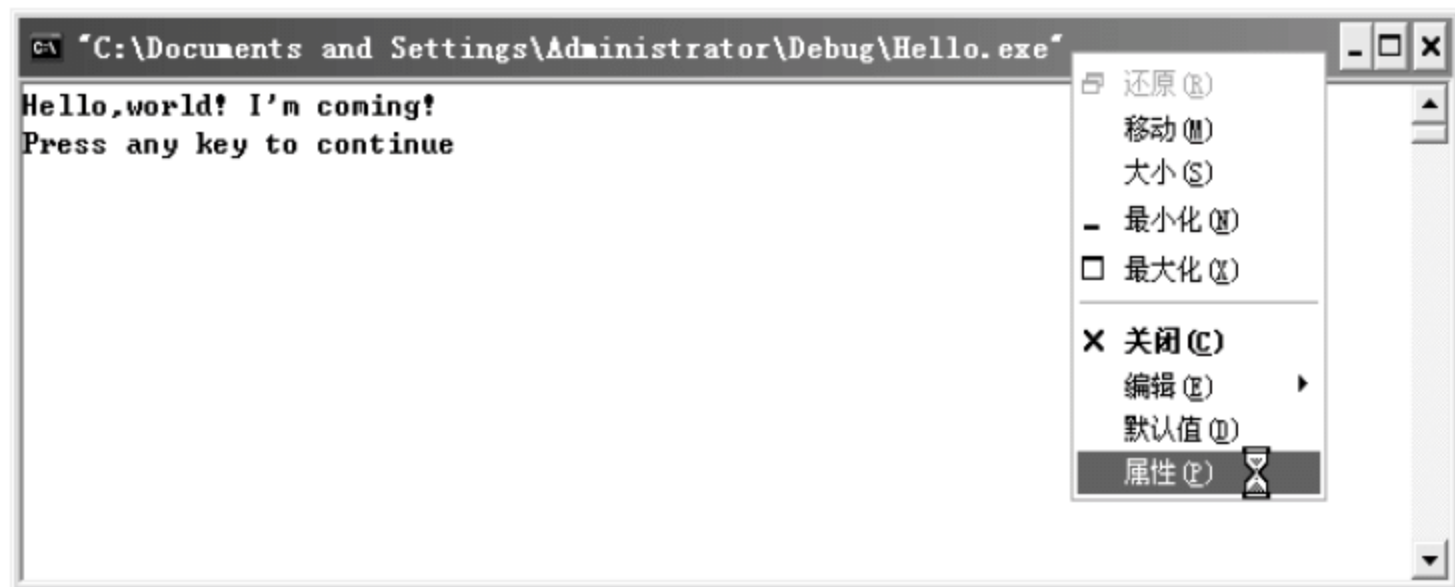 "C:\Documents and Settings\Administrator\Debug\Hello.exe"
Hello,world! I'm coming!
Press any key to continue
还原(R)
移动(M)
大小(S)
最小化(N)
最大化(X)
关闭(C)
编辑(E)
默认值(D)
属性(P)